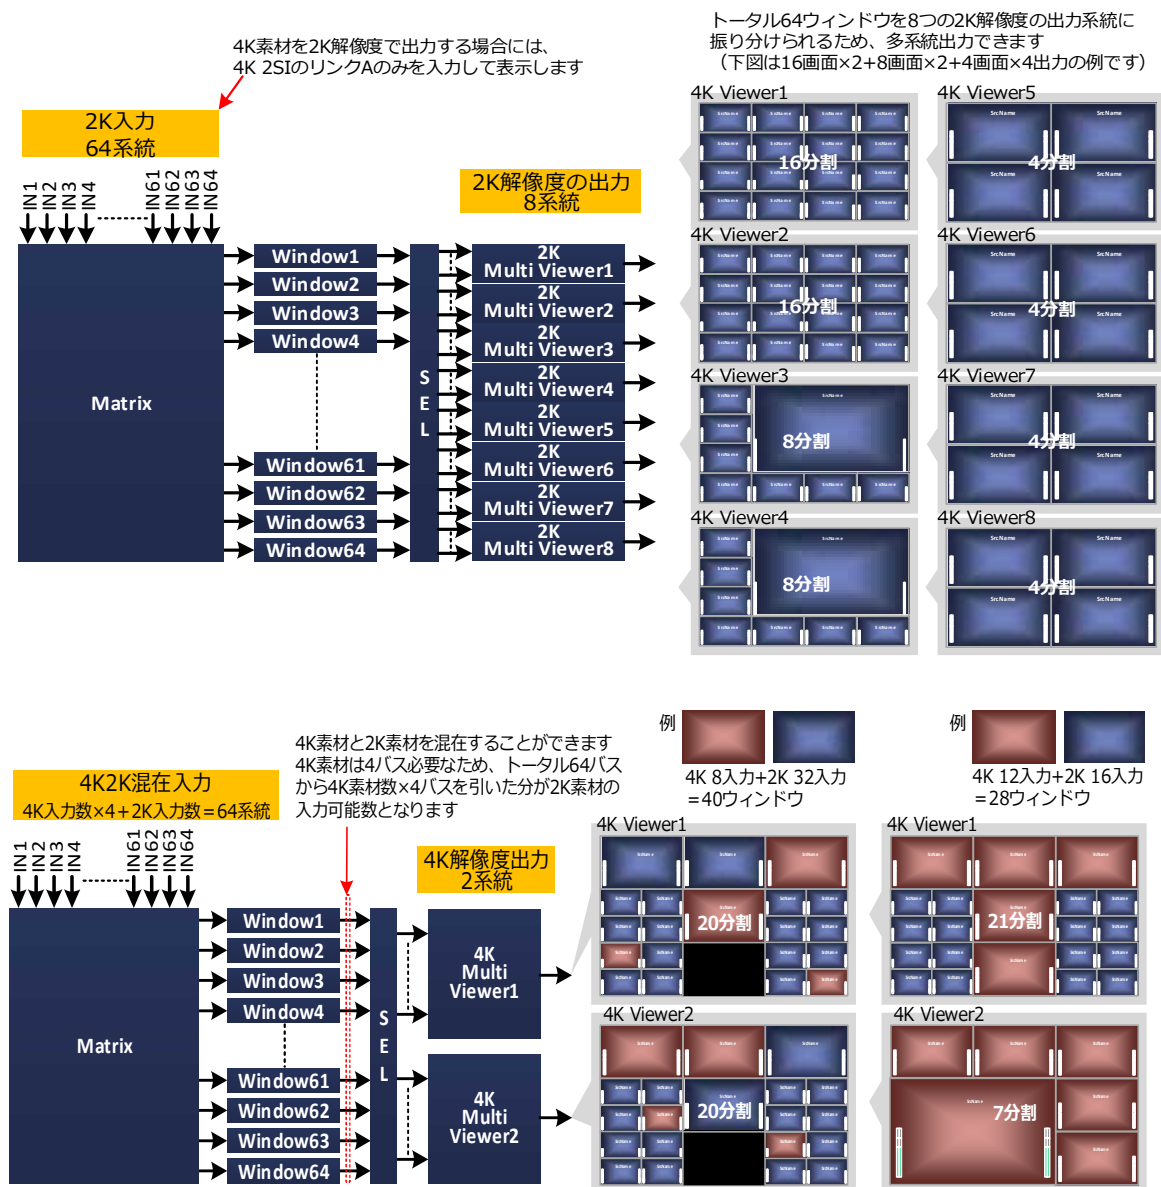 トータル64ウィンドウを8つの2K解像度の出力系統に
振り分けられるため、多系統出力できます
（下図は16画面×2+8画面×2+4画面×4出力の例です）
4K素材を2K解像度で出力する場合には、
4K 2SIのリンクAのみを入力して表示します
2K入力
64系統
IN1
IN2
IN3
IN4
IN61
IN62
IN63
IN64
Matrix
Window1
Window2
Window3
Window4
Window61
Window62
Window63
Window64
SEL
2K解像度の出力
8系統
2K
Multi Viewer1
2K
Multi Viewer2
2K
Multi Viewer3
2K
Multi Viewer4
2K
Multi Viewer5
2K
Multi Viewer6
2K
Multi Viewer7
2K
Multi Viewer8
4K Viewer1
16分割
4K Viewer2
16分割
4K Viewer3
8分割
4K Viewer4
8分割
4K Viewer5
SrcName
SrcName
4分割
SrcName
SrcName
4K Viewer6
SrcName
SrcName
4分割
SrcName
SrcName
4K Viewer7
SrcName
SrcName
4分割
SrcName
SrcName
4K Viewer8
SrcName
SrcName
4分割
SrcName
SrcName
4K2K混在入力
4K入力数×4＋2K入力数＝64系統
IN1
IN2
IN3
IN4
IN61
IN62
IN63
IN64
Matrix
Window1
Window2
Window3
Window4
Window61
Window62
Window63
Window64
4K素材と2K素材を混在することができます
4K素材は4バス必要なため、トータル64バス
から4K素材数×4バスを引いた分が2K素材の
入力可能数となります
SEL
4K解像度出力
2系統
4K
Multi
Viewer1
4K
Multi
Viewer2
例
4K 8入力+2K 32入力
＝40ウィンドウ
4K Viewer1
20分割
4K Viewer2
20分割
例
4K 12入力+2K 16入力
＝28ウィンドウ
4K Viewer1
21分割
4K Viewer2
7分割